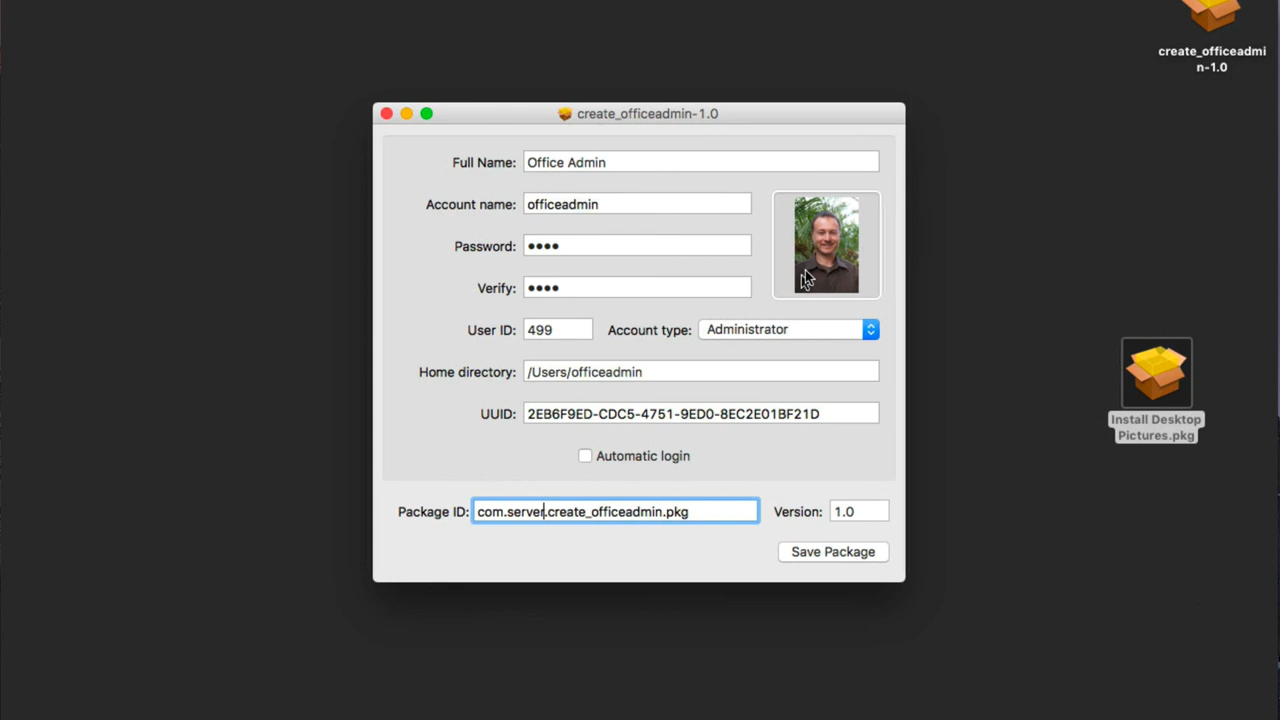 create_officeadmi
n-1.0
create_officeadmin-1.0
Full Name: Office Admin
Account name: officeadmin
Password: ••••
Verify: ••••
User ID: 499 Account type: Administrator
Home directory: /Users/officeadmin
UUID: 2EB6F9ED-CDC5-4751-9ED0-8EC2E01BF21D
Automatic login
Package ID: com.server.create_officeadmin.pkg Version: 1.0
Save Package
Install Desktop
Pictures.pkg